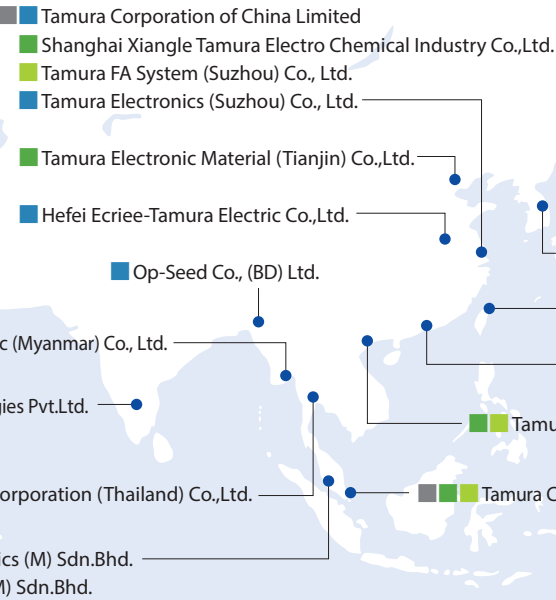 Tamura Corporation of China Limited
Shanghai Xiangle Tamura Electro Chemical Industry Co.,Ltd.
Tamura FA System (Suzhou) Co., Ltd.
Tamura Electronics (Suzhou) Co., Ltd.
Tamura Electronic Material (Tianjin) Co.,Ltd.
Hefei Ecriee-Tamura Electric Co.,Ltd.
Op-Seed Co., (BD) Ltd.
c (Myanmar) Co., Ltd.
gies Pvt.Ltd.
Tamu
orporation (Thailand) Co.,Ltd.
Tamura C
ics (M) Sdn.Bhd.
M) Sdn.Bhd.